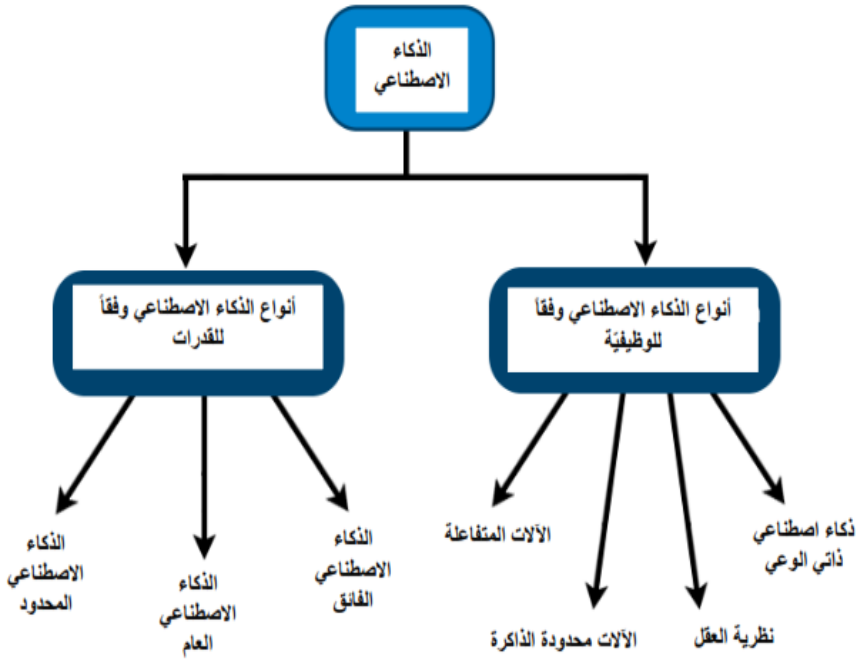 الذكاء
الاصطناعي
أنواع الذكاء الاصطناعي وفقاً
للوظيفيّة
أنواع الذكاء الاصطناعي وفقاً
للقدرات
ذكاء اصطناعي
ذاتي الوعي
نظرية العقل
الآلات محدودة الذاكرة
الآلات المتفاعلة
الذكاء
الاصطناعي
الفائق
الذكاء
الاصطناعي
العام
الذكاء
الاصطناعي
المحدود